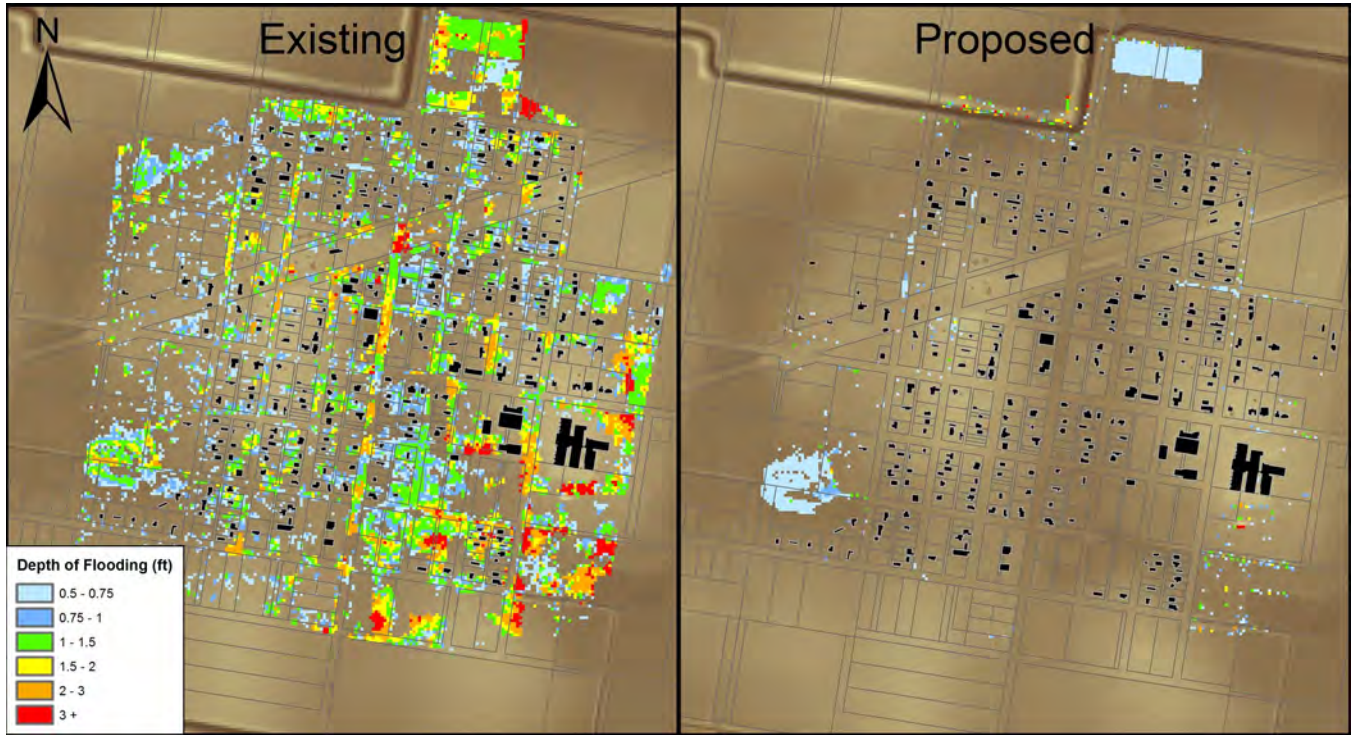 Existing
Proposed
N
Depth of Flooding (ft)
0.5 - 0.75
0.75 - 1
1 - 1.5
1.5 - 2
2 - 3
3 +